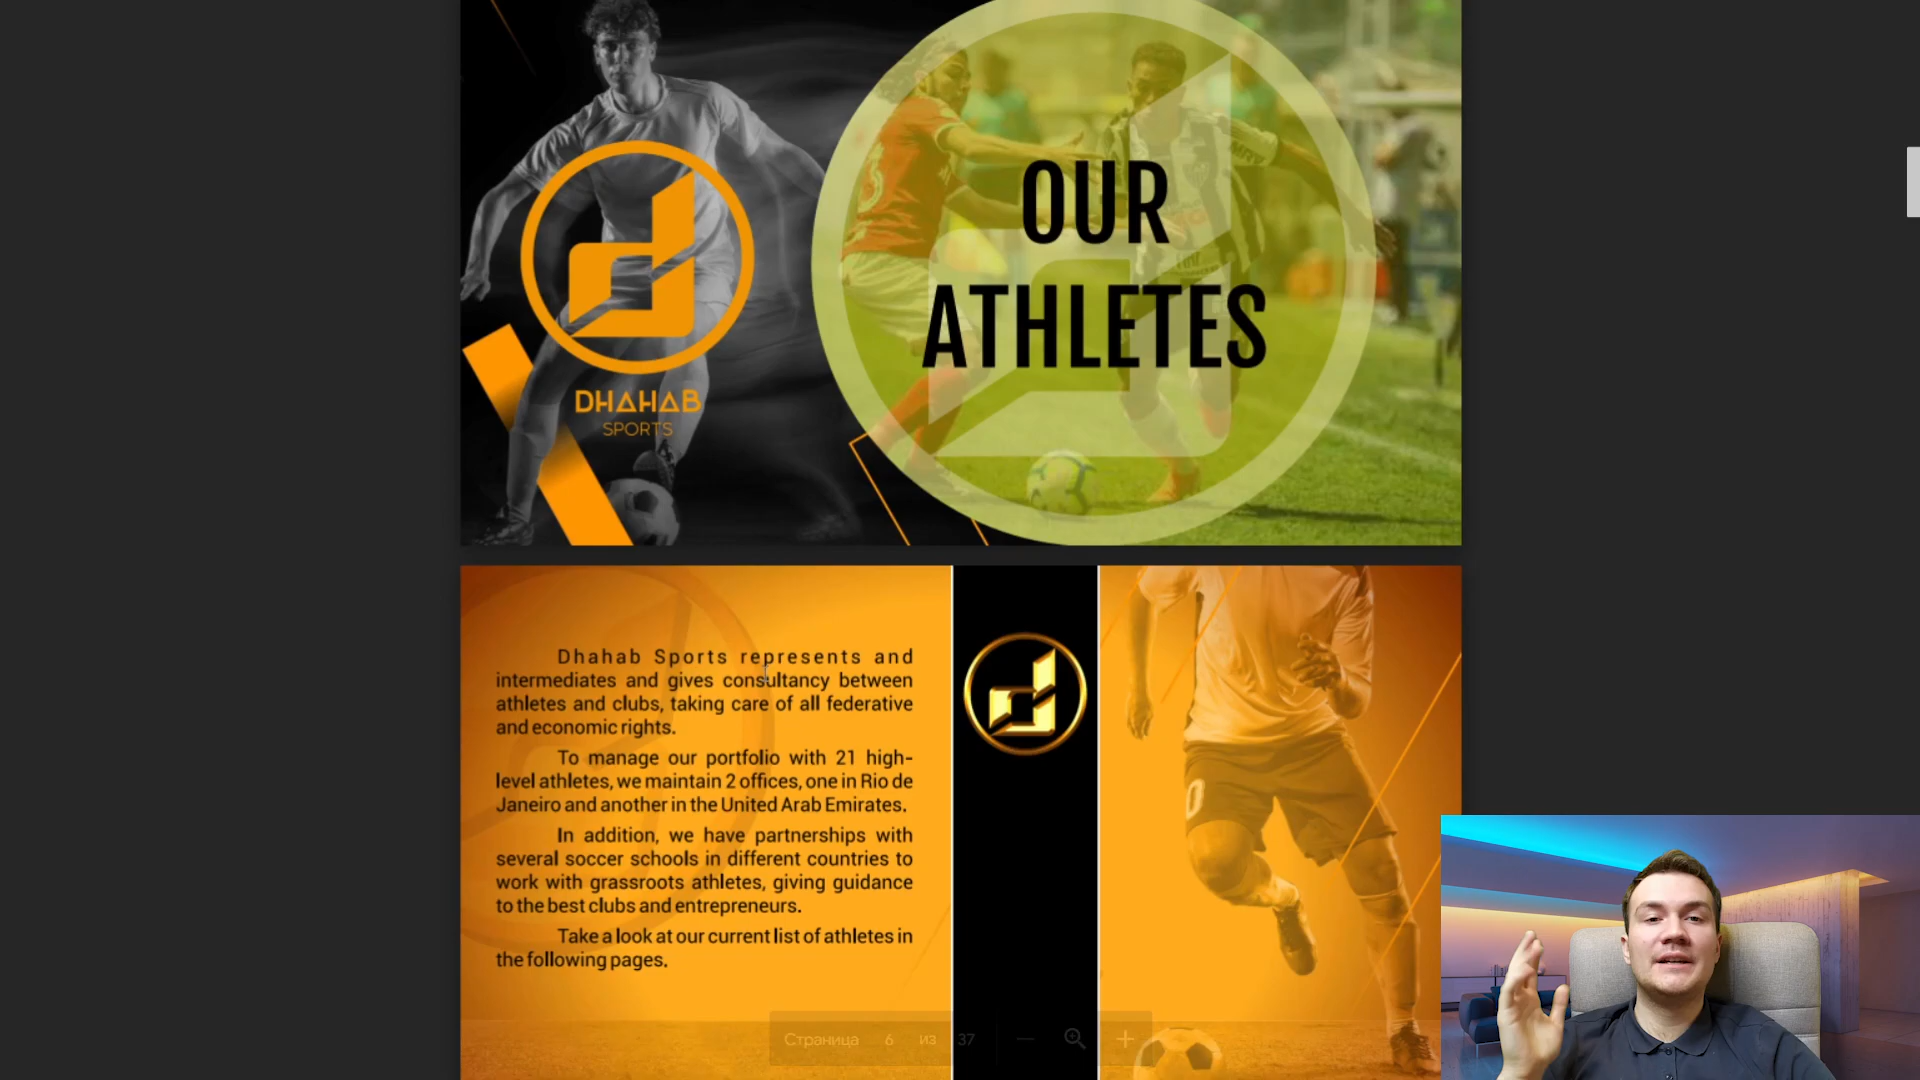 OUR
ATHLETES
DHAHAB
SPORTS
Dhahab Sports represents and
intermediates and gives consultancy between
athletes and clubs, taking care of all federative
and economic rights.
To manage our portfolio with 21 high-
level athletes, we maintain 2 offices, one in Rio de
Janeiro and another in the United Arab Emirates.
In addition, we have partnerships with
several soccer schools in different countries to
work with grassroots athletes, giving guidance
to the best clubs and entrepreneurs.
Take a look at our current list of athletes in
the following pages.
Страница 6 из 37